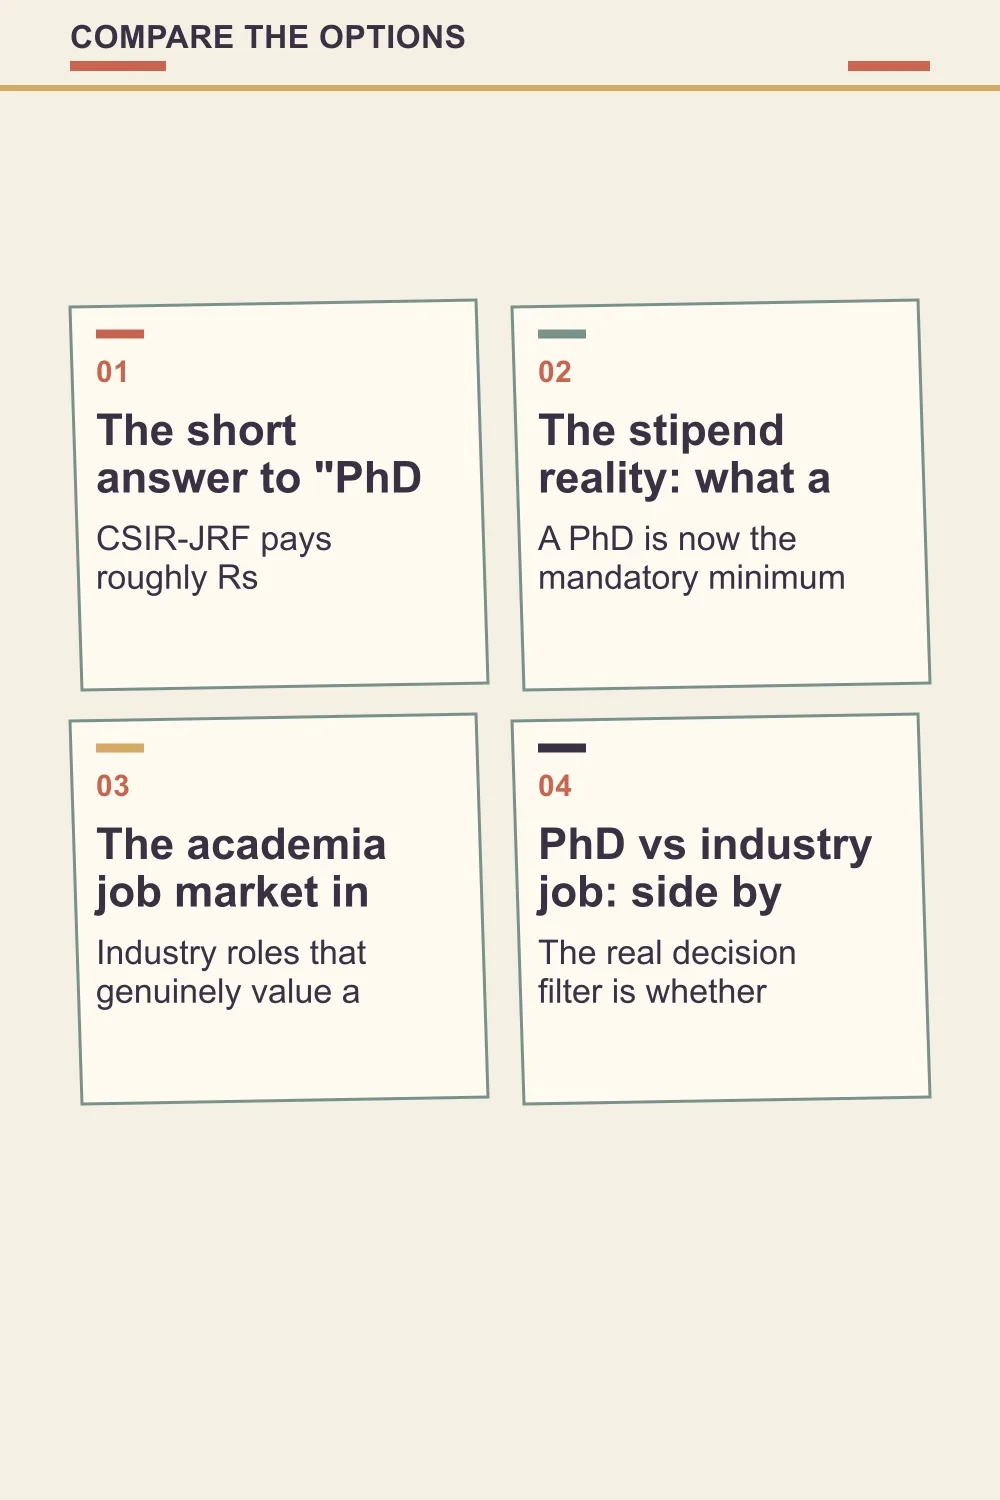 COMPARE THE OPTIONS
01
The short
answer to "PhD
CSIR-JRF pays
roughly Rs
02
The stipend
reality: what a
A PhD is now the
mandatory minimum
03
The academia
job market in
Industry roles that
genuinely value a
04
PhD vs industry
job: side by
The real decision
filter is whether